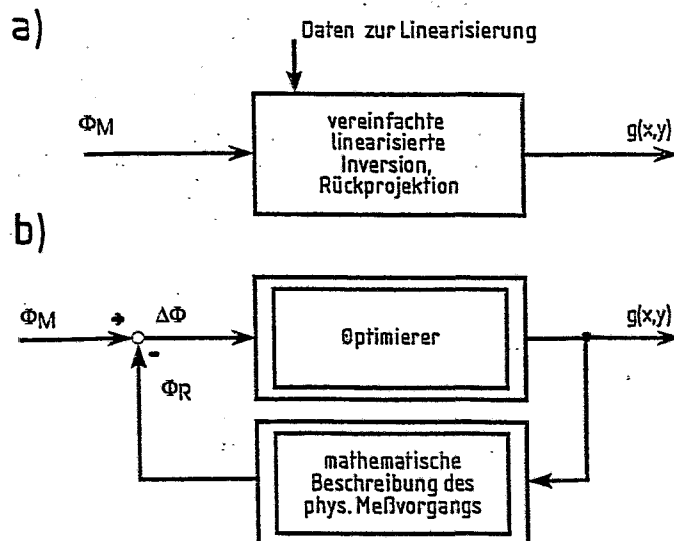 a)
Daten zur Linearisierung
ΦM
vereinfachte
linearisierte
Inversion,
Rückprojektion
g(x,y)
b)
ΦM
+
ΔΦ
Optimierer
g(x,y)
-
ΦR
mathematische
Beschreibung des
phys. Meßvorgangs